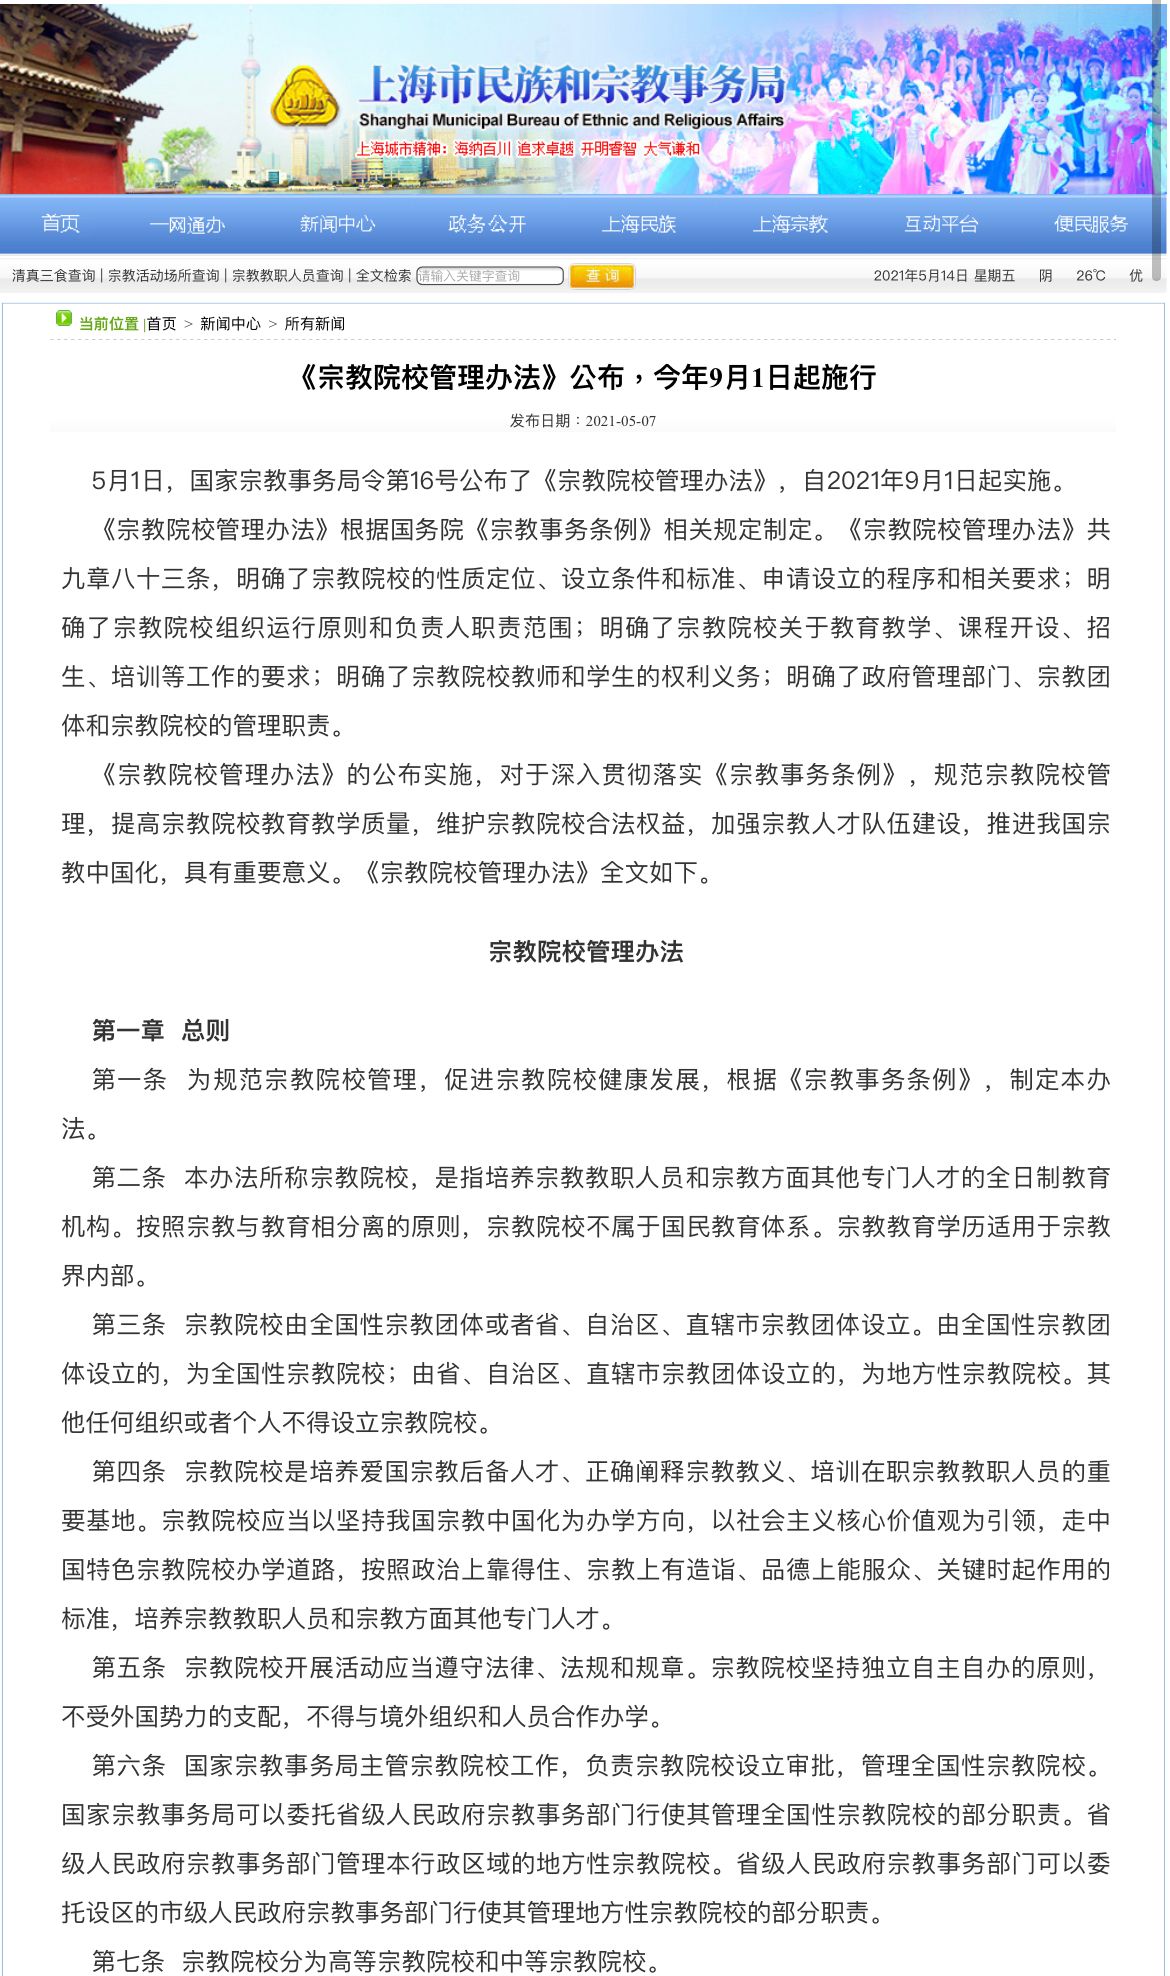 上海市民族和宗教事务局
Shanghai Municipal Bureau of Ethnic and Religious Affairs
上海城市精神：海纳百川 追求卓越 开明睿智 大气谦和
首页 一网通办 新闻中心 政务公开 上海民族 上海宗教 互动平台 便民服务
清真三食查询 | 宗教活动场所查询 | 宗教教职人员查询 | 全文检索 请输入关键字查询 查 询 2021年5月14日 星期五 阴 26℃ 优
当前位置 |首页 > 新闻中心 > 所有新闻
《宗教院校管理办法》公布，今年9月1日起施行
发布日期：2021-05-07
5月1日，国家宗教事务局令第16号公布了《宗教院校管理办法》，自2021年9月1日起实施。
《宗教院校管理办法》根据国务院《宗教事务条例》相关规定制定。《宗教院校管理办法》共
九章八十三条，明确了宗教院校的性质定位、设立条件和标准、申请设立的程序和相关要求；明
确了宗教院校组织运行原则和负责人职责范围；明确了宗教院校关于教育教学、课程开设、招
生、培训等工作的要求；明确了宗教院校教师和学生的权利义务；明确了政府管理部门、宗教团
体和宗教院校的管理职责。
《宗教院校管理办法》的公布实施，对于深入贯彻落实《宗教事务条例》，规范宗教院校管
理，提高宗教院校教育教学质量，维护宗教院校合法权益，加强宗教人才队伍建设，推进我国宗
教中国化，具有重要意义。《宗教院校管理办法》全文如下。
宗教院校管理办法
第一章 总则
第一条 为规范宗教院校管理，促进宗教院校健康发展，根据《宗教事务条例》，制定本办
法。
第二条 本办法所称宗教院校，是指培养宗教教职人员和宗教方面其他专门人才的全日制教育
机构。按照宗教与教育相分离的原则，宗教院校不属于国民教育体系。宗教教育学历适用于宗教
界内部。
第三条 宗教院校由全国性宗教团体或者省、自治区、直辖市宗教团体设立。由全国性宗教团
体设立的，为全国性宗教院校；由省、自治区、直辖市宗教团体设立的，为地方性宗教院校。其
他任何组织或者个人不得设立宗教院校。
第四条 宗教院校是培养爱国宗教后备人才、正确阐释宗教教义、培训在职宗教教职人员的重
要基地。宗教院校应当以坚持我国宗教中国化为办学方向，以社会主义核心价值观为引领，走中
国特色宗教院校办学道路，按照政治上靠得住、宗教上有造诣、品德上能服众、关键时起作用的
标准，培养宗教教职人员和宗教方面其他专门人才。
第五条 宗教院校开展活动应当遵守法律、法规和规章。宗教院校坚持独立自主自办的原则，
不受外国势力的支配，不得与境外组织和人员合作办学。
第六条 国家宗教事务局主管宗教院校工作，负责宗教院校设立审批，管理全国性宗教院校。
国家宗教事务局可以委托省级人民政府宗教事务部门行使其管理全国性宗教院校的部分职责。省
级人民政府宗教事务部门管理本行政区域的地方性宗教院校。省级人民政府宗教事务部门可以委
托设区的市级人民政府宗教事务部门行使其管理地方性宗教院校的部分职责。
第七条 宗教院校分为高等宗教院校和中等宗教院校。